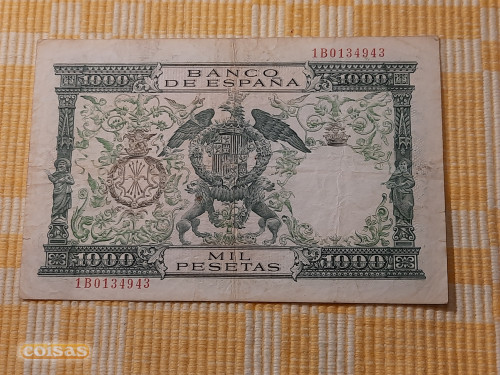 1B0134943
1000 BANCO 1000
DE ESPAÑA
1000 MIL 1000
PESETAS
1B0134943
coisas